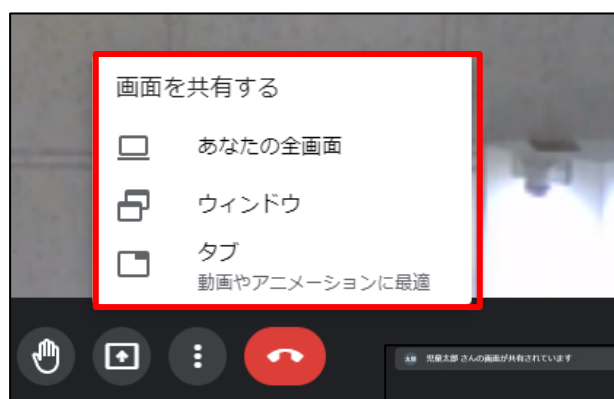 画面を共有する
あなたの全画面
ウィンドウ
タブ
動画やアニメーションに最適
太郎 児童太郎 さんの画面が共有されています